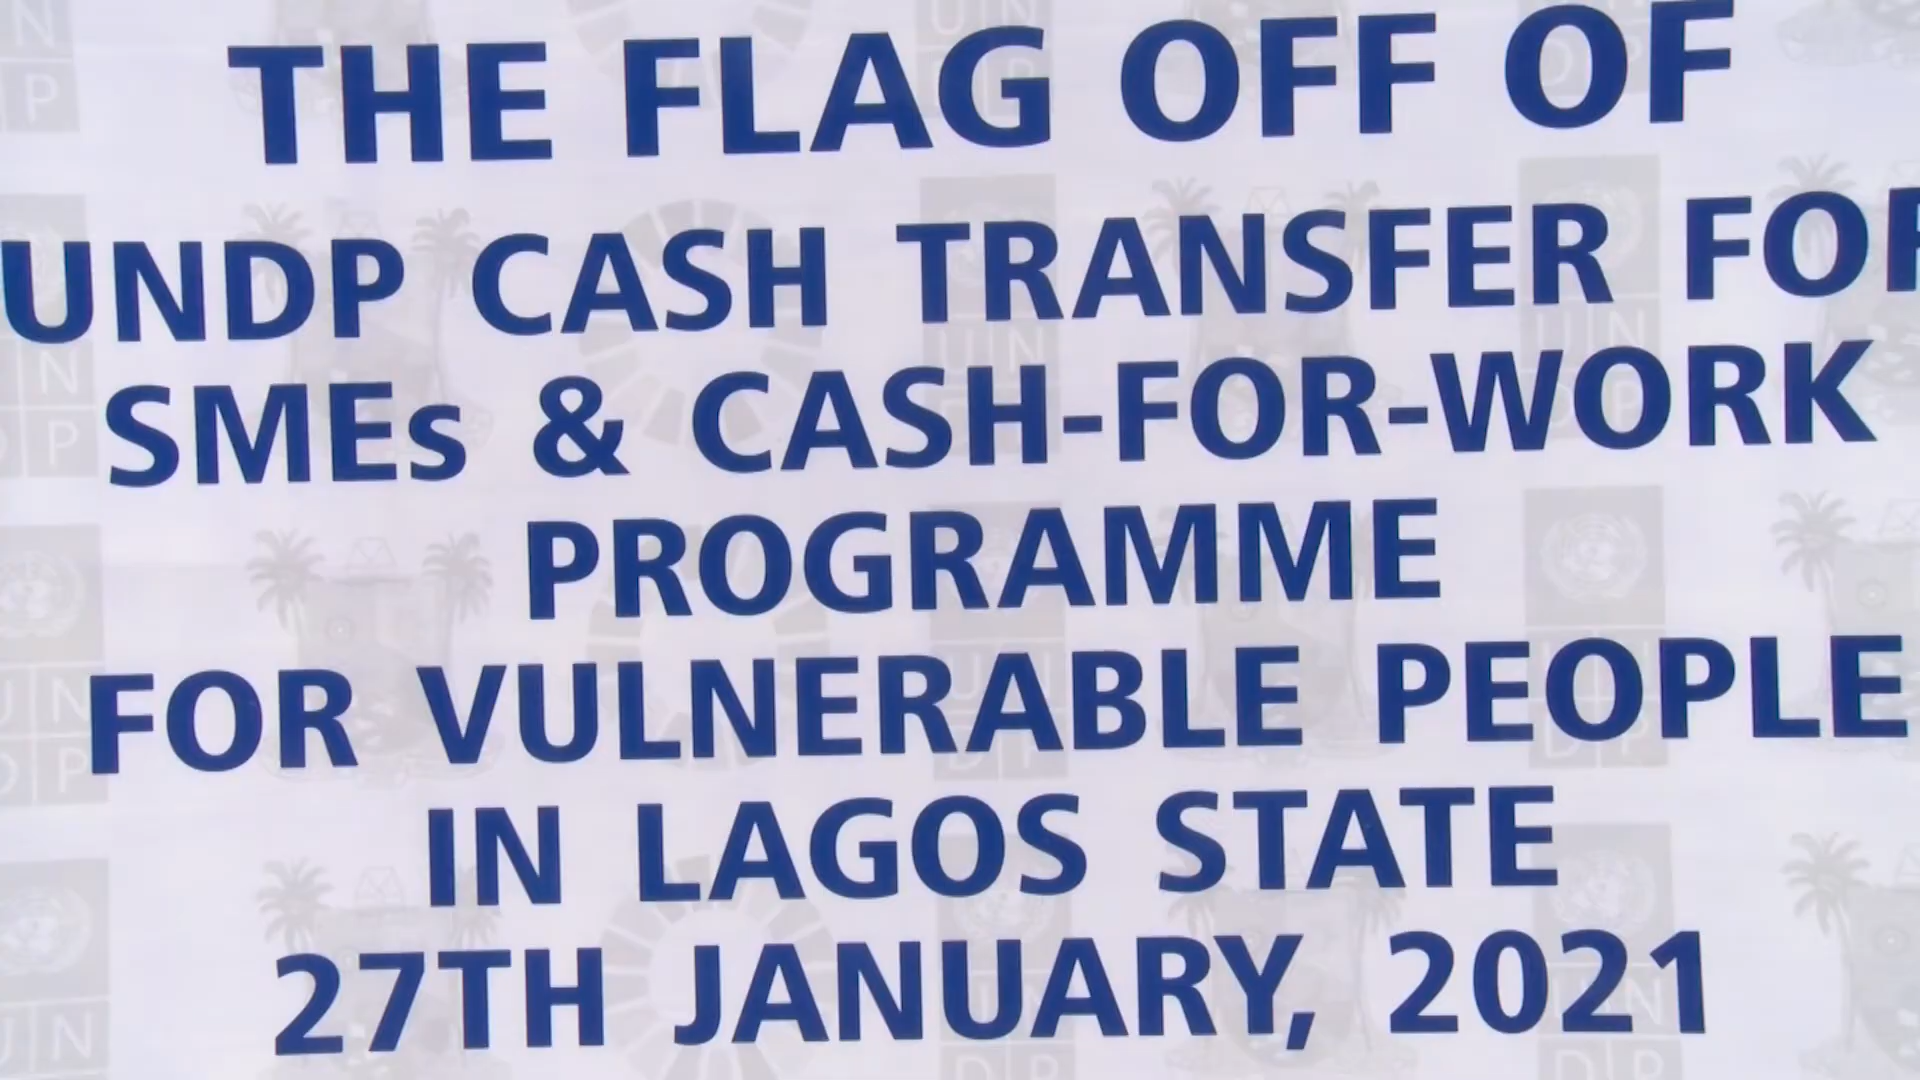 THE FLAG OFF OF
UNDP CASH TRANSFER FOR
SMEs & CASH-FOR-WORK
PROGRAMME
FOR VULNERABLE PEOPLE
IN LAGOS STATE
27TH JANUARY, 2021